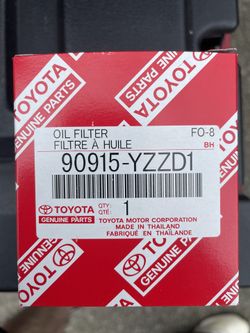 TOYOTA
GENUINE PARTS
TOYOTA
GENUINE PARTS
OIL FILTER
FILTRE À HUILE
FO-8
BH
90915-YZZD1
TOYOTA
GENUINE PARTS
QTY
QTÉ
1
TOYOTA MOTOR CORPORATION
MADE IN THAILAND
FABRIQUÉ EN THAÏLANDE